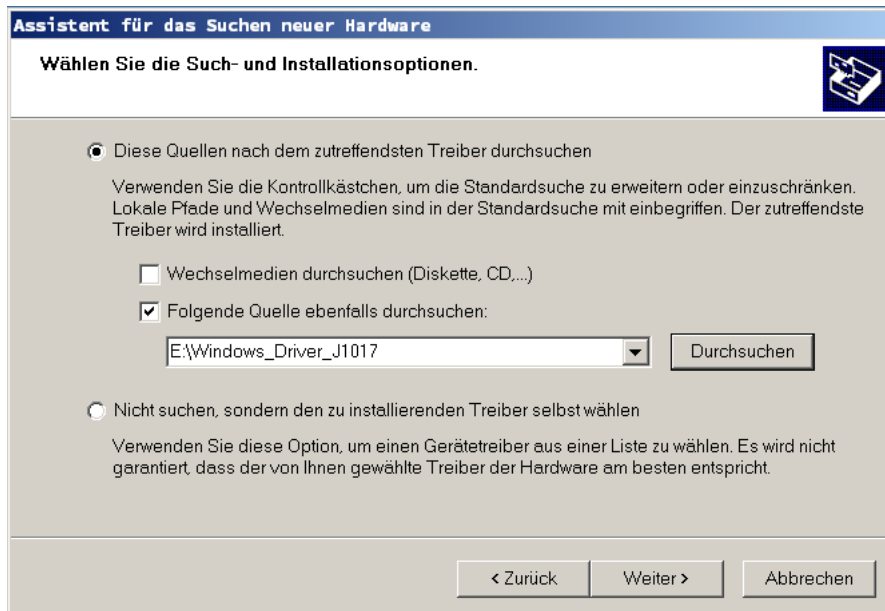 Assistent für das Suchen neuer Hardware
Wählen Sie die Such- und Installationsoptionen.
Diese Quellen nach dem zutreffendsten Treiber durchsuchen
Verwenden Sie die Kontrollkästchen, um die Standardsuche zu erweitern oder einzuschränken.
Lokale Pfade und Wechselmedien sind in der Standardsuche mit einbegriffen. Der zutreffendste
Treiber wird installiert.
Wechselmedien durchsuchen (Diskette, CD,...)
Folgende Quelle ebenfalls durchsuchen:
E:\Windows_Driver_J1017
Durchsuchen
Nicht suchen, sondern den zu installierenden Treiber selbst wählen
Verwenden Sie diese Option, um einen Gerätetreiber aus einer Liste zu wählen. Es wird nicht
garantiert, dass der von Ihnen gewählte Treiber der Hardware am besten entspricht.
< Zurück
Weiter >
Abbrechen